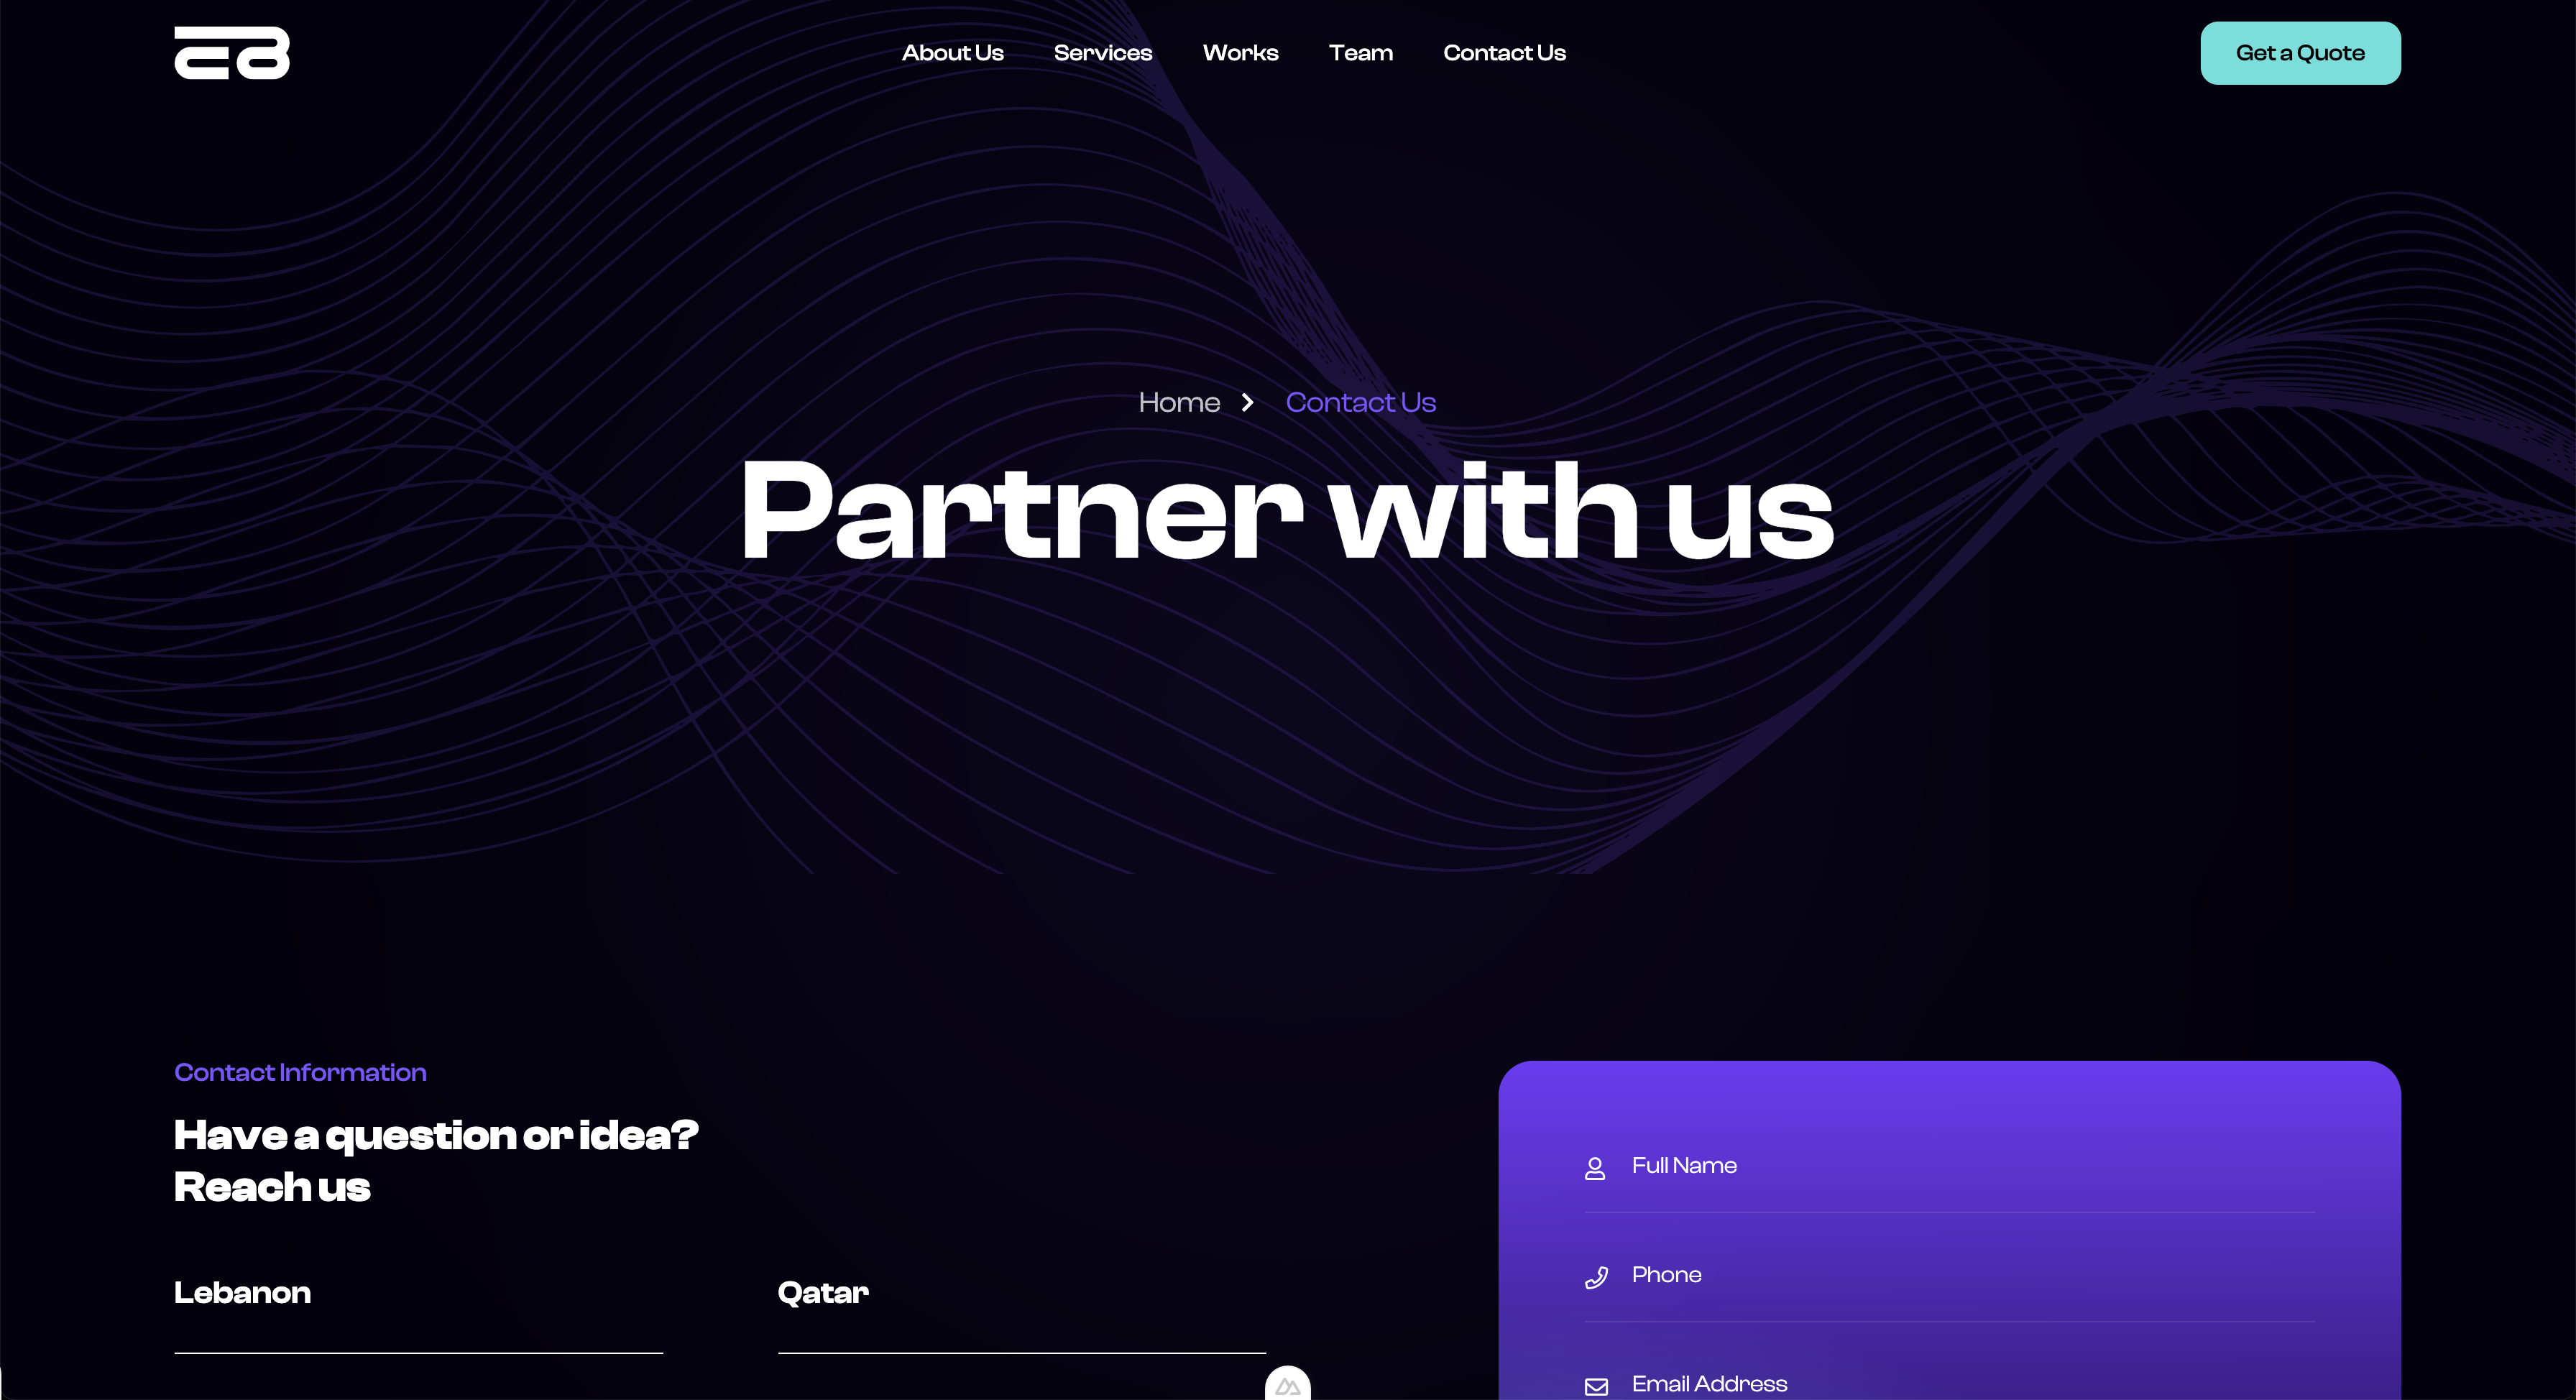 EB
About Us
Services
Works
Team
Contact Us
Get a Quote
Home
Contact Us
Partner with us
Contact Information
Have a question or idea?
Reach us
Lebanon
Qatar
Full Name
Phone
Email Address